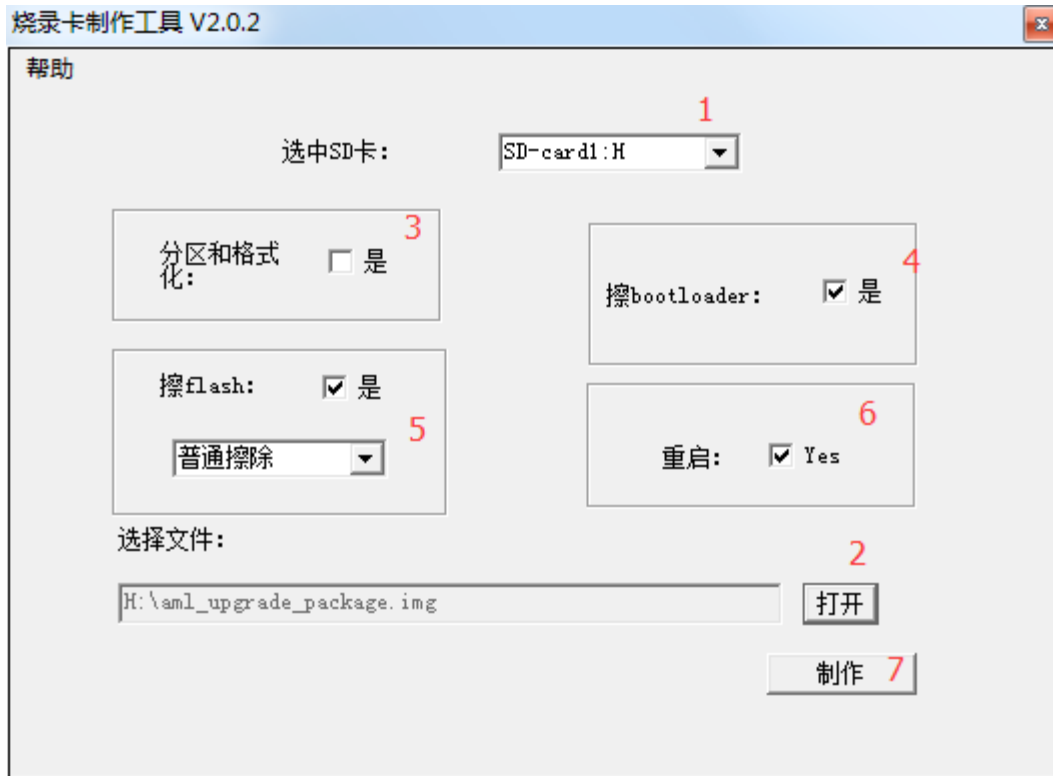 烧录卡制作工具 V2.0.2
帮助
1
选中SD卡:
SD-card1:H
3
分区和格式
化:
是
4
擦bootloader:
是
擦flash:
是
5
普通擦除
6
重启:
Yes
选择文件:
2
H:\aml_upgrade_package.img
打开
制作
7